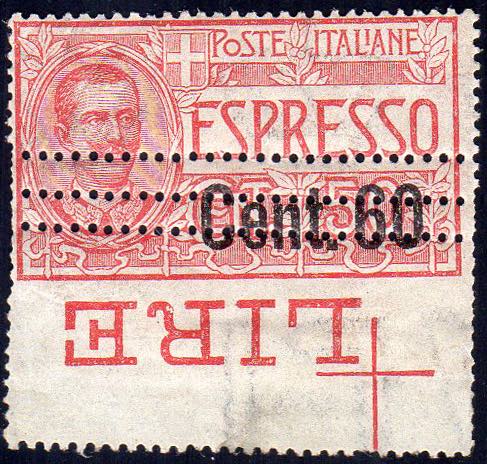 POSTE ITALIANE
ESPRESSO
Cent. 60
LIRE